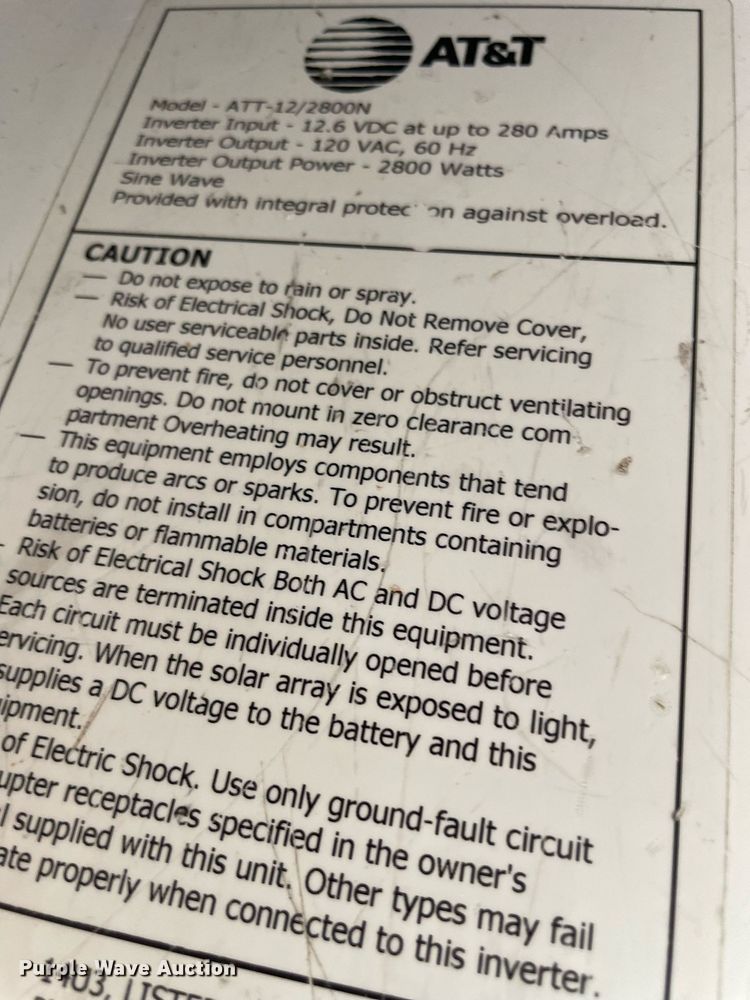 AT&T
Model - ATT-12/2800N
Inverter Input - 12.6 VDC at up to 280 Amps
Inverter Output - 120 VAC, 60 Hz
Inverter Output Power - 2800 Watts
Sine Wave
Provided with integral protec on against overload.
CAUTION
— Do not expose to rain or spray.
— Risk of Electrical Shock, Do Not Remove Cover,
No user serviceable parts inside. Refer servicing
to qualified service personnel.
— To prevent fire, do not cover or obstruct ventilating
openings. Do not mount in zero clearance com-
partment Overheating may result.
— This equipment employs components that tend
to produce arcs or sparks. To prevent fire or explo-
sion, do not install in compartments containing
batteries or flammable materials.
- Risk of Electrical Shock Both AC and DC voltage
sources are terminated inside this equipment.
Each circuit must be individually opened before
ervicing. When the solar array is exposed to light,
supplies a DC voltage to the battery and this
ipment.
of Electric Shock. Use only ground-fault circuit
upter receptacles specified in the owner's
l supplied with this unit. Other types may fail
ate properly when connected to this inverter.
Purple Wave Auction